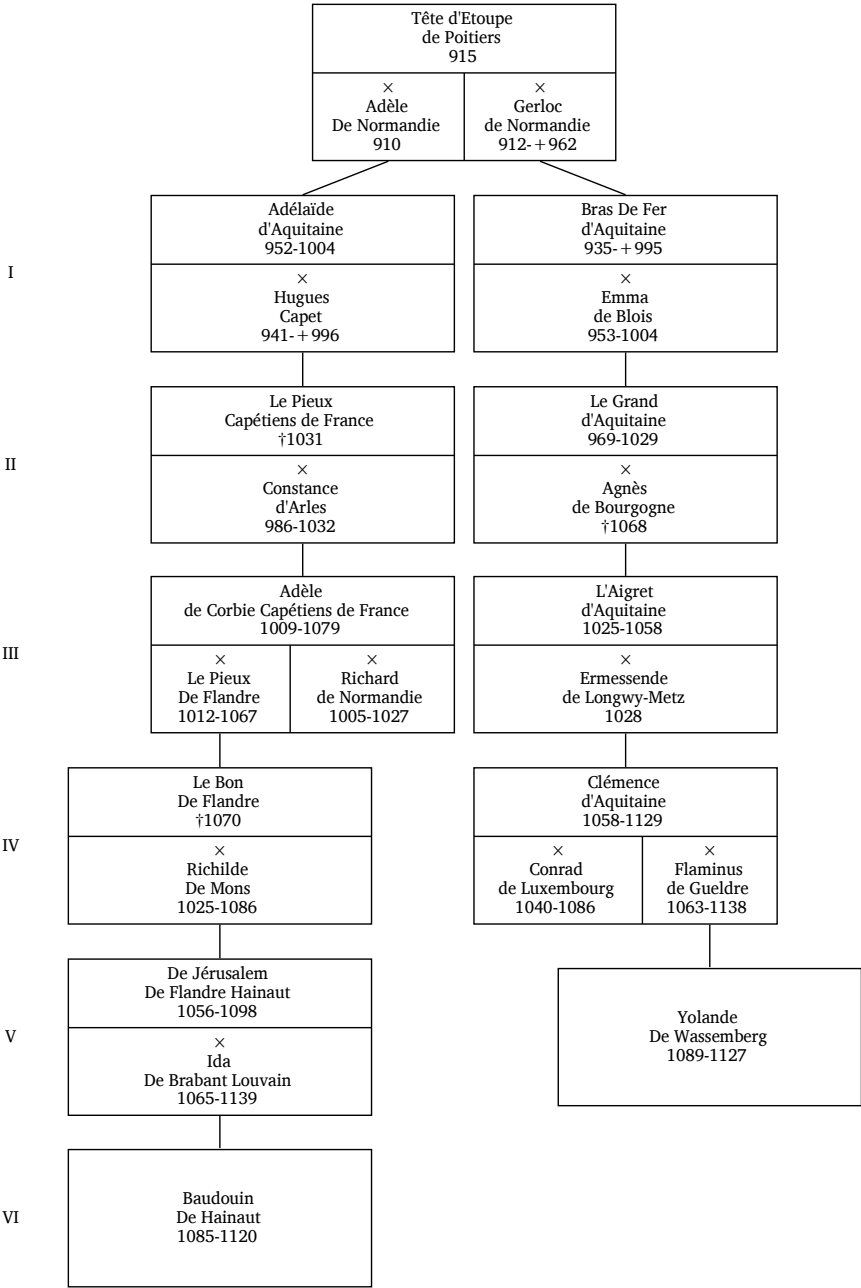 Tête d'Etoupe
de Poitiers
915
×
Adèle
De Normandie
910
×
Gerloc
de Normandie
912-+962
I
Adélaïde
d'Aquitaine
952-1004
×
Hugues
Capet
941-+996
Bras De Fer
d'Aquitaine
935-+995
×
Emma
de Blois
953-1004
II
Le Pieux
Capétiens de France
†1031
×
Constance
d'Arles
986-1032
Le Grand
d'Aquitaine
969-1029
×
Agnès
de Bourgogne
†1068
III
Adèle
de Corbie Capétiens de France
1009-1079
×
Le Pieux
De Flandre
1012-1067
×
Richard
de Normandie
1005-1027
L'Aigret
d'Aquitaine
1025-1058
×
Ermessende
de Longwy-Metz
1028
IV
Le Bon
De Flandre
†1070
×
Richilde
De Mons
1025-1086
Clémence
d'Aquitaine
1058-1129
×
Conrad
de Luxembourg
1040-1086
×
Flaminus
de Gueldre
1063-1138
V
De Jérusalem
De Flandre Hainaut
1056-1098
×
Ida
De Brabant Louvain
1065-1139
Yolande
De Wassemberg
1089-1127
VI
Baudouin
De Hainaut
1085-1120